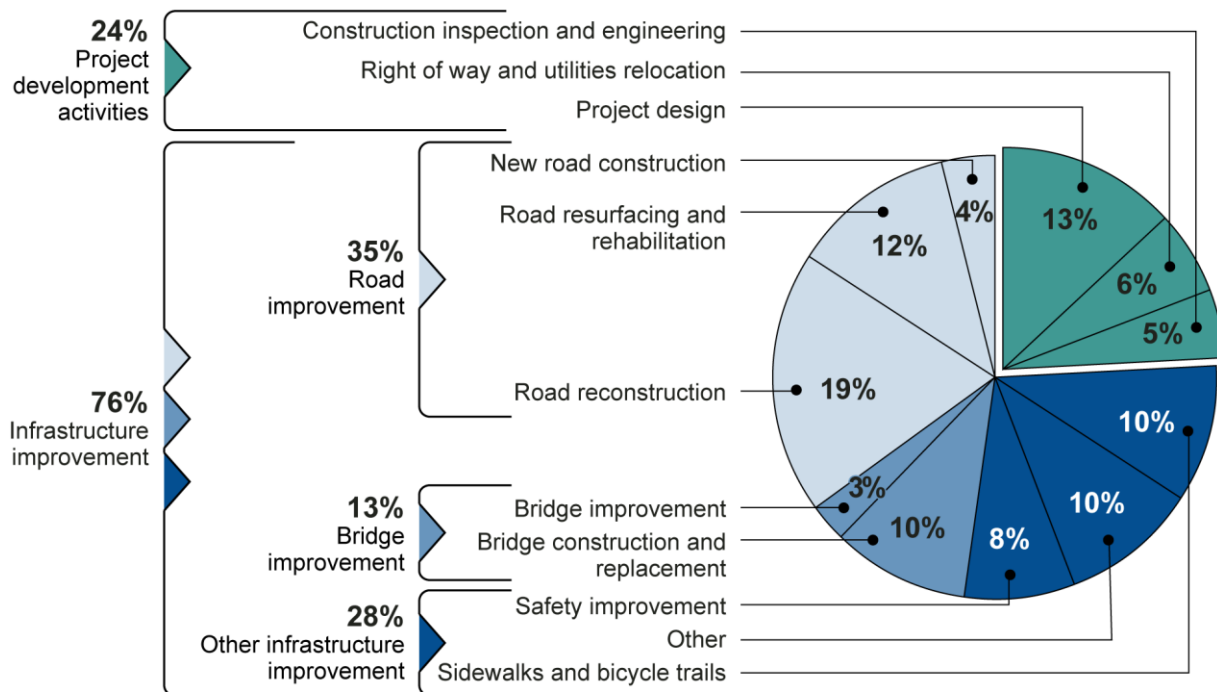 24%
Project
development
activities
Construction inspection and engineering
Right of way and utilities relocation
Project design
76%
Infrastructure
improvement
35%
Road
improvement
New road construction
Road resurfacing and
rehabilitation
Road reconstruction
13%
Bridge
improvement
Bridge improvement
Bridge construction and
replacement
28%
Other infrastructure
improvement
Safety improvement
Other
Sidewalks and bicycle trails
4%
13%
12%
6%
5%
19%
10%
3%
10%
8%
10%